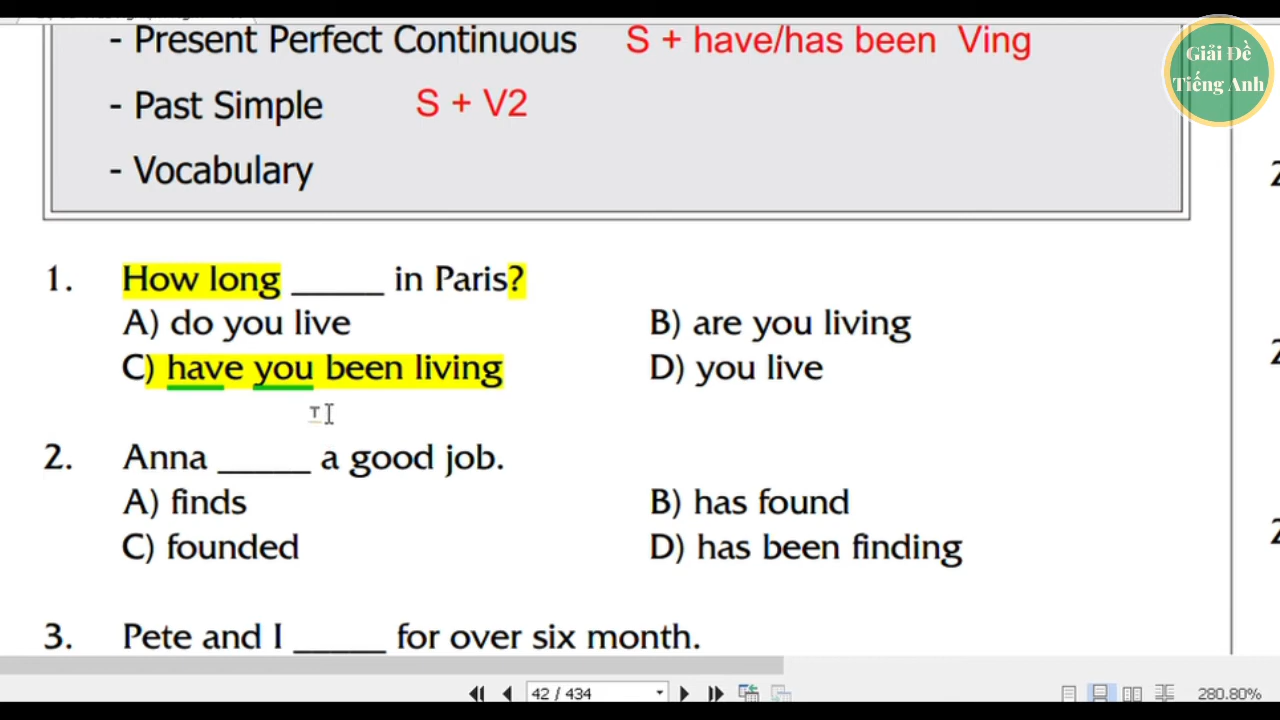 - Present Perfect Continuous S + have/has been Ving
Giải Đề
Tiếng Anh
- Past Simple S + V2
- Vocabulary
1. How long _____ in Paris?
A) do you live B) are you living
C) have you been living D) you live
2. Anna _____ a good job.
A) finds B) has found
C) founded D) has been finding
3. Pete and I _____ for over six month.
42 / 434
280.80%